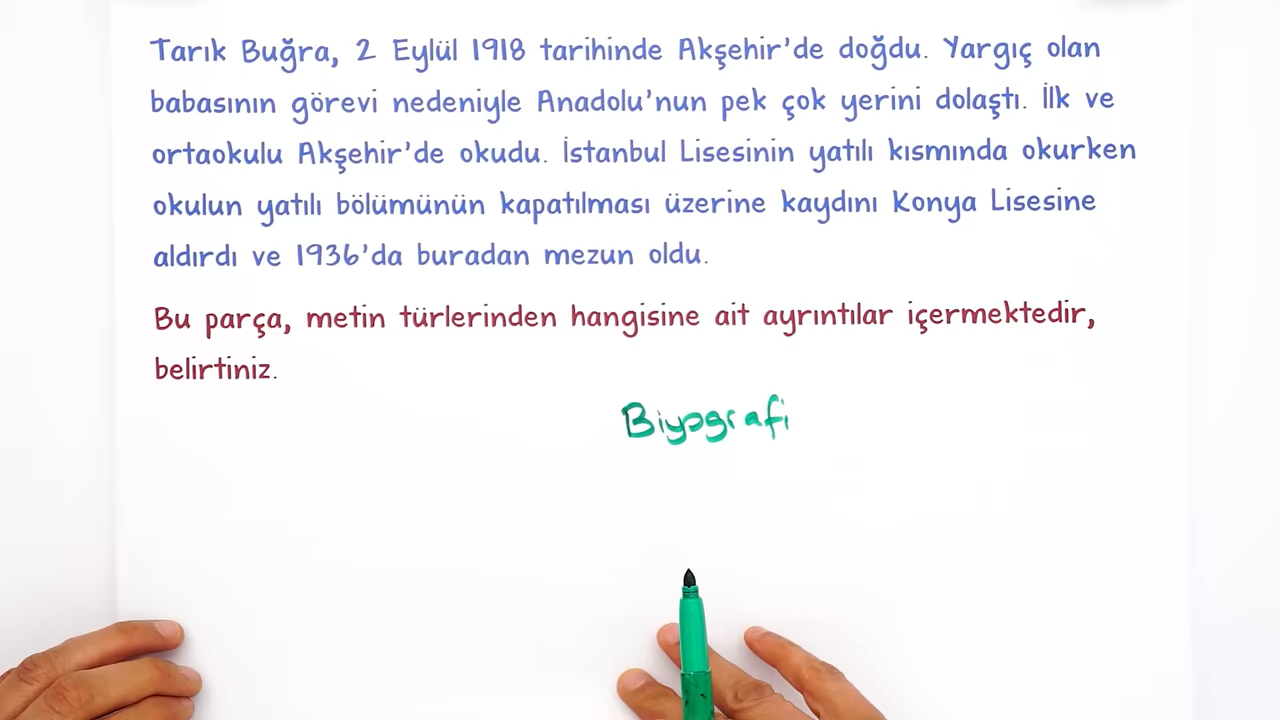 Tarık Buğra, 2 Eylül 1918 tarihinde Akşehir'de doğdu. Yargıç olan
babasının görevi nedeniyle Anadolu'nun pek çok yerini dolaştı. İlk ve
ortaokulu Akşehir'de okudu. İstanbul Lisesinin yatılı kısmında okurken
okulun yatılı bölümünün kapatılması üzerine kaydını Konya Lisesine
aldırdı ve 1936'da buradan mezun oldu.
Bu parça, metin türlerinden hangisine ait ayrıntılar içermektedir,
belirtiniz.
Biyografi